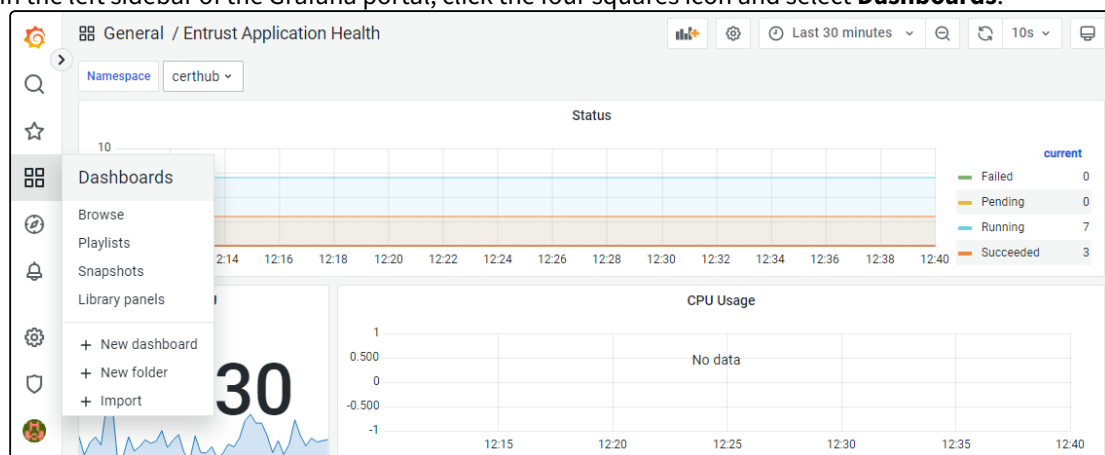 In the left sidebar of the Grafana portal, click the four squares icon and select Dashboards.
General / Entrust Application Health
Last 30 minutes
10s
Namespace
certhub
Status
10
current
Failed 0
Pending 0
Running 7
Succeeded 3
2:14 12:16 12:18 12:20 12:22 12:24 12:26 12:28 12:30 12:32 12:34 12:36 12:38 12:40
Dashboards
Browse
Playlists
Snapshots
Library panels
+ New dashboard
+ New folder
+ Import
30
CPU Usage
1
0.500
0
-0.500
-1
No data
12:15 12:20 12:25 12:30 12:35 12:40